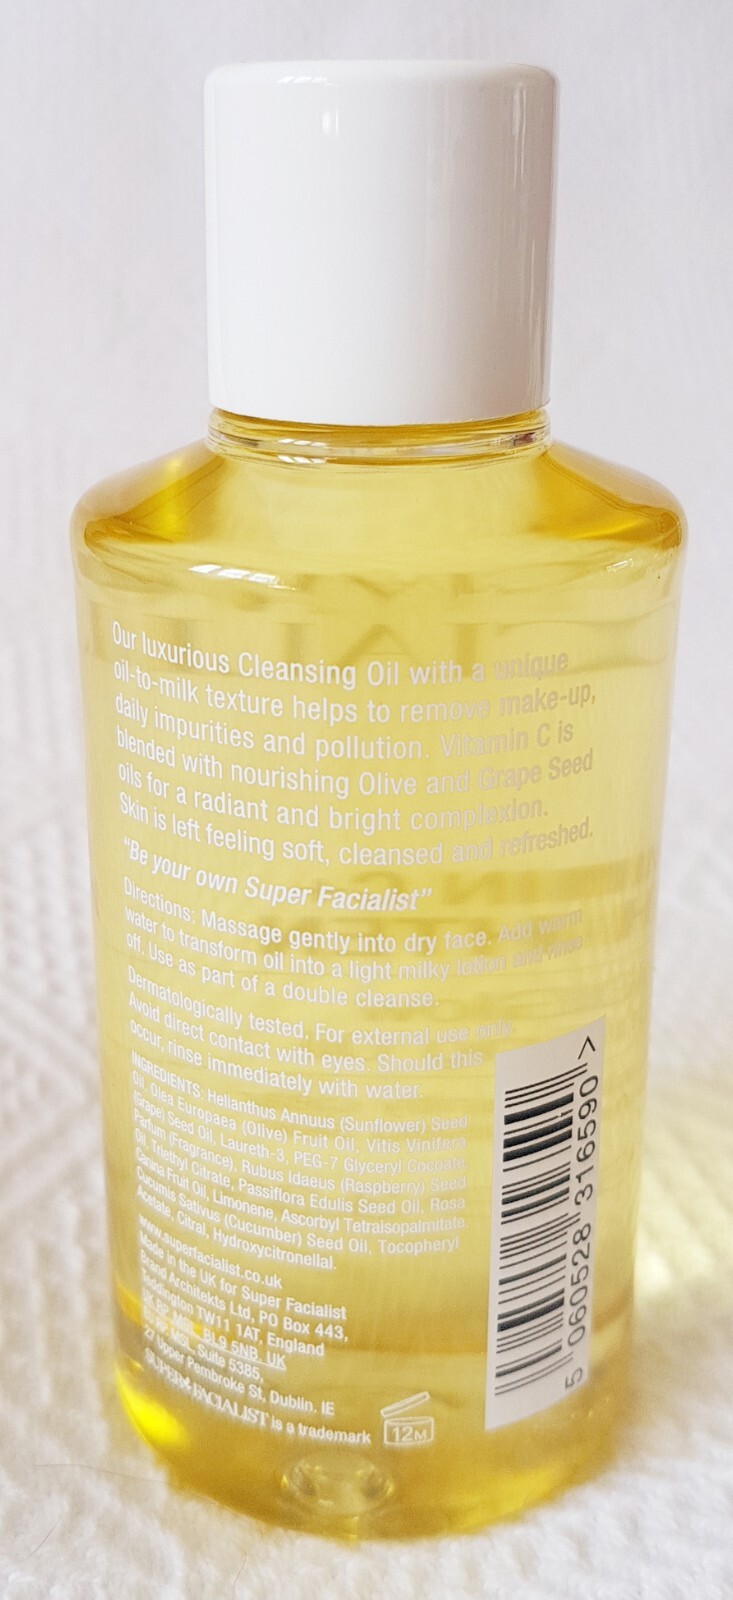 Our luxurious Cleansing Oil with a unique
oil-to-milk texture helps to remove make-up,
daily impurities and pollution. Vitamin C is
blended with nourishing Olive and Grape Seed
oils for a radiant and bright complexion.
Skin is left feeling soft, cleansed and refreshed.
"Be your own Super Facialist"
Directions: Massage gently into dry face. Add warm
water to transform oil into a light milky lotion and rinse
off. Use as part of a double cleanse.
Dermatologically tested. For external use only.
Avoid direct contact with eyes. Should this
occur, rinse immediately with water.
INGREDIENTS: Helianthus Annuus (Sunflower) Seed
Oil, Olea Europaea (Olive) Fruit Oil, Vitis Vinifera
(Grape) Seed Oil, Laureth-3, PEG-7 Glyceryl Cocoate,
Parfum (Fragrance), Rubus Idaeus (Raspberry) Seed
Oil, Triethyl Citrate, Passiflora Edulis Seed Oil, Rosa
Canina Fruit Oil, Limonene, Ascorbyl Tetraisopalmitate,
Cucumis Sativus (Cucumber) Seed Oil, Tocopheryl
Acetate, Citral, Hydroxycitronellal.
www.superfacialist.co.uk
Made in the UK for Super Facialist
Brand Architekts Ltd, PO Box 443,
Teddington TW11 1AT, England
UK RP MSL, BL9 5NB, UK
MSL, Suite 5385,
27 Upper Pembroke St, Dublin. IE
SUPER FACIALIST is a trademark
12M
5 060528 316590 >